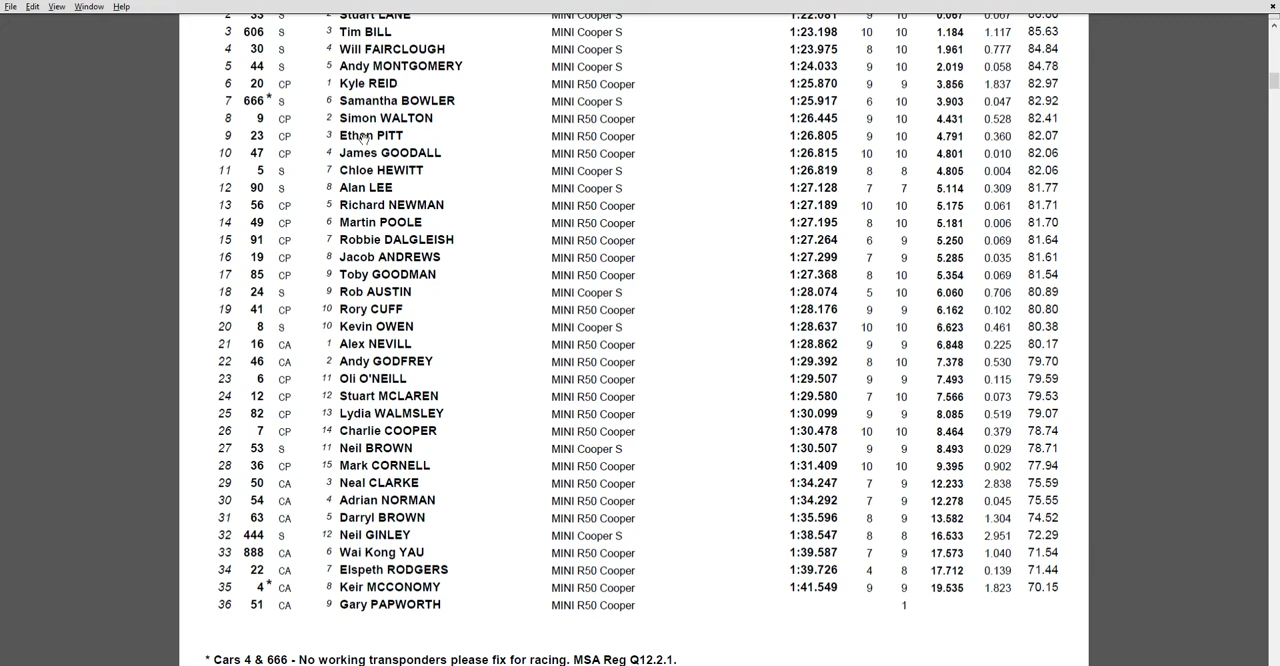 File Edit View Window Help
2 33 S 2 Stuart LANE MINI Cooper S 1:22.081 9 10 0.067 0.067 86.80
3 606 S 3 Tim BILL MINI Cooper S 1:23.198 10 10 1.184 1.117 85.63
4 30 S 4 Will FAIRCLOUGH MINI Cooper S 1:23.975 8 10 1.961 0.777 84.84
5 44 S 5 Andy MONTGOMERY MINI Cooper S 1:24.033 9 10 2.019 0.058 84.78
6 20 CP 1 Kyle REID MINI R50 Cooper 1:25.870 9 9 3.856 1.837 82.97
7 666 * S 6 Samantha BOWLER MINI Cooper S 1:25.917 6 10 3.903 0.047 82.92
8 9 CP 2 Simon WALTON MINI R50 Cooper 1:26.445 9 10 4.431 0.528 82.41
9 23 CP 3 Ethan PITT MINI R50 Cooper 1:26.805 9 10 4.791 0.360 82.07
10 47 CP 4 James GOODALL MINI R50 Cooper 1:26.815 10 10 4.801 0.010 82.06
11 5 S 7 Chloe HEWITT MINI Cooper S 1:26.819 8 8 4.805 0.004 82.06
12 90 S 8 Alan LEE MINI Cooper S 1:27.128 7 7 5.114 0.309 81.77
13 56 CP 5 Richard NEWMAN MINI R50 Cooper 1:27.189 10 10 5.175 0.061 81.71
14 49 CP 6 Martin POOLE MINI R50 Cooper 1:27.195 8 10 5.181 0.006 81.70
15 91 CP 7 Robbie DALGLEISH MINI R50 Cooper 1:27.264 6 9 5.250 0.069 81.64
16 19 CP 8 Jacob ANDREWS MINI R50 Cooper 1:27.299 7 9 5.285 0.035 81.61
17 85 CP 9 Toby GOODMAN MINI R50 Cooper 1:27.368 8 10 5.354 0.069 81.54
18 24 S 9 Rob AUSTIN MINI Cooper S 1:28.074 5 10 6.060 0.706 80.89
19 41 CP 10 Rory CUFF MINI R50 Cooper 1:28.176 9 9 6.162 0.102 80.80
20 8 S 10 Kevin OWEN MINI Cooper S 1:28.637 10 10 6.623 0.461 80.38
21 16 CA 1 Alex NEVILL MINI R50 Cooper 1:28.862 9 9 6.848 0.225 80.17
22 46 CA 2 Andy GODFREY MINI R50 Cooper 1:29.392 8 10 7.378 0.530 79.70
23 6 CP 11 Oli O'NEILL MINI R50 Cooper 1:29.507 9 9 7.493 0.115 79.59
24 12 CP 12 Stuart MCLAREN MINI R50 Cooper 1:29.580 7 10 7.566 0.073 79.53
25 82 CP 13 Lydia WALMSLEY MINI R50 Cooper 1:30.099 9 9 8.085 0.519 79.07
26 7 CP 14 Charlie COOPER MINI R50 Cooper 1:30.478 10 10 8.464 0.379 78.74
27 53 S 11 Neil BROWN MINI Cooper S 1:30.507 9 9 8.493 0.029 78.71
28 36 CP 15 Mark CORNELL MINI R50 Cooper 1:31.409 10 10 9.395 0.902 77.94
29 50 CA 3 Neal CLARKE MINI R50 Cooper 1:34.247 7 9 12.233 2.838 75.59
30 54 CA 4 Adrian NORMAN MINI R50 Cooper 1:34.292 7 9 12.278 0.045 75.55
31 63 CA 5 Darryl BROWN MINI R50 Cooper 1:35.596 8 9 13.582 1.304 74.52
32 444 S 12 Neil GINLEY MINI Cooper S 1:38.547 8 8 16.533 2.951 72.29
33 888 CA 6 Wai Kong YAU MINI R50 Cooper 1:39.587 7 9 17.573 1.040 71.54
34 22 CA 7 Elspeth RODGERS MINI R50 Cooper 1:39.726 4 8 17.712 0.139 71.44
35 4 * CA 8 Keir MCCONOMY MINI R50 Cooper 1:41.549 9 9 19.535 1.823 70.15
36 51 CA 9 Gary PAPWORTH MINI R50 Cooper 1
* Cars 4 & 666 - No working transponders please fix for racing. MSA Reg Q12.2.1.